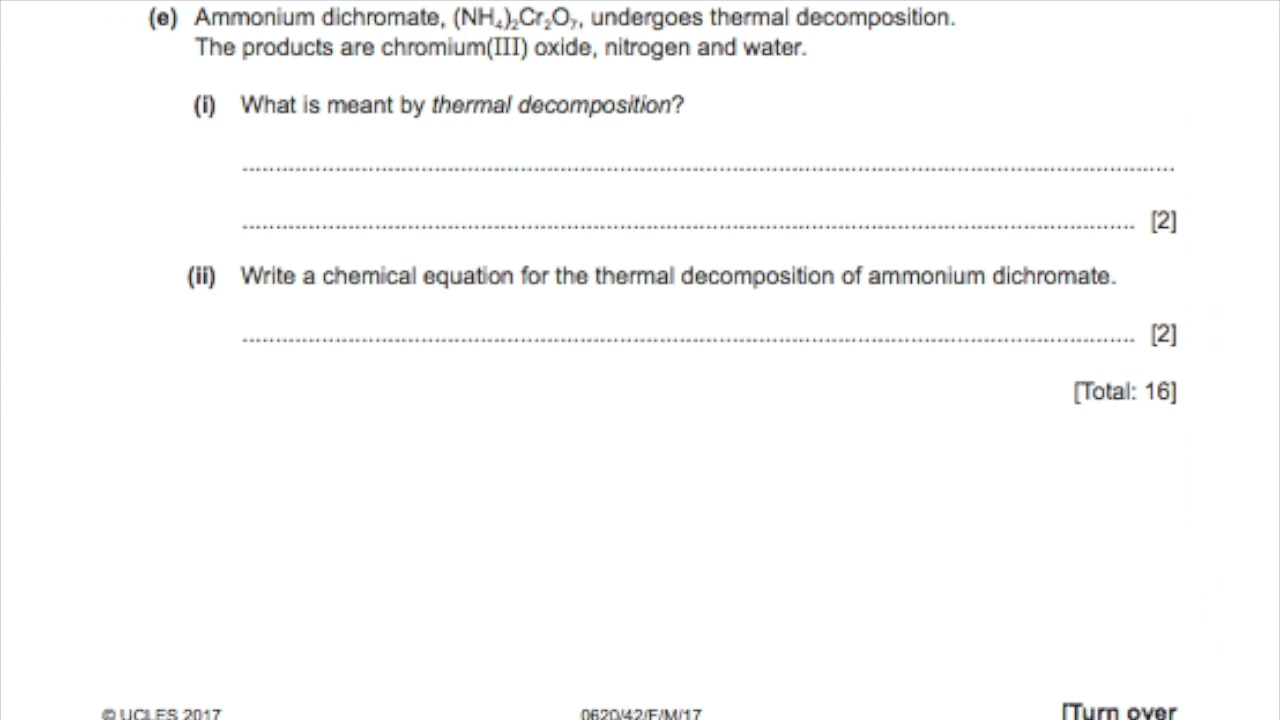 (e) Ammonium dichromate, (NH₄)₂Cr₂O₇, undergoes thermal decomposition.
The products are chromium(III) oxide, nitrogen and water.
(i) What is meant by thermal decomposition?
..........................................................................................................................................
.................................................................................................................................... [2]
(ii) Write a chemical equation for the thermal decomposition of ammonium dichromate.
.................................................................................................................................... [2]
[Total: 16]
© UCLES 2017 0620/42/F/M/17 [Turn over